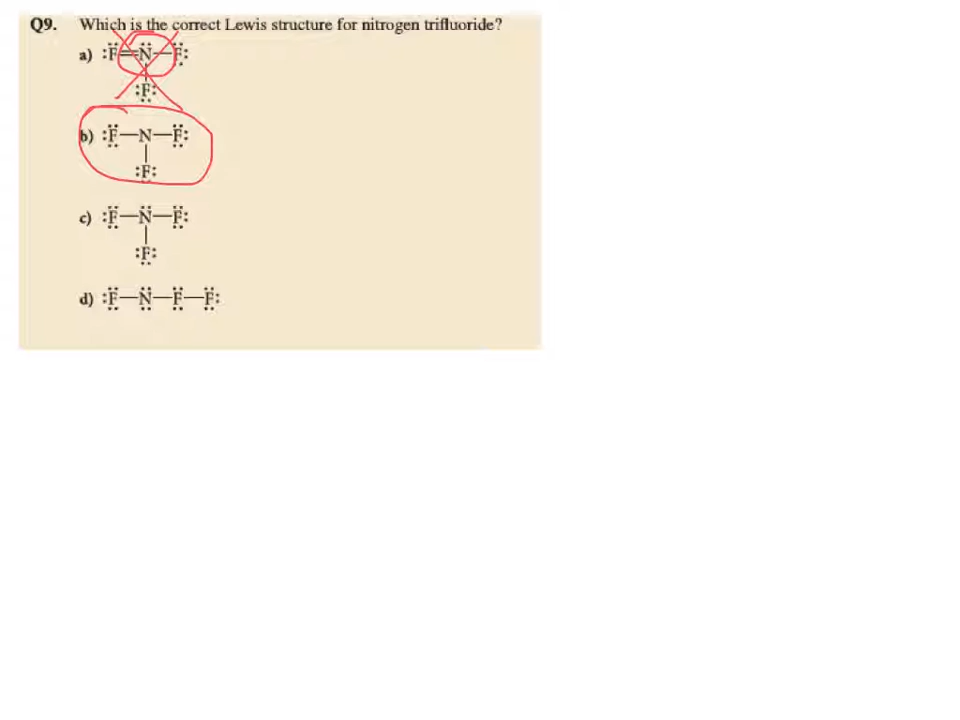 Q9. Which is the correct Lewis structure for nitrogen trifluoride?
a) :F̤̈=N̈—F̤̈:
|
:F̤:
b) :F̤̈—N—F̤̈:
|
:F̤:
c) :F̤̈—N̈—F̤̈:
|
:F̤:
d) :F̤̈—N̤̈—F̤̈—F̤̈: